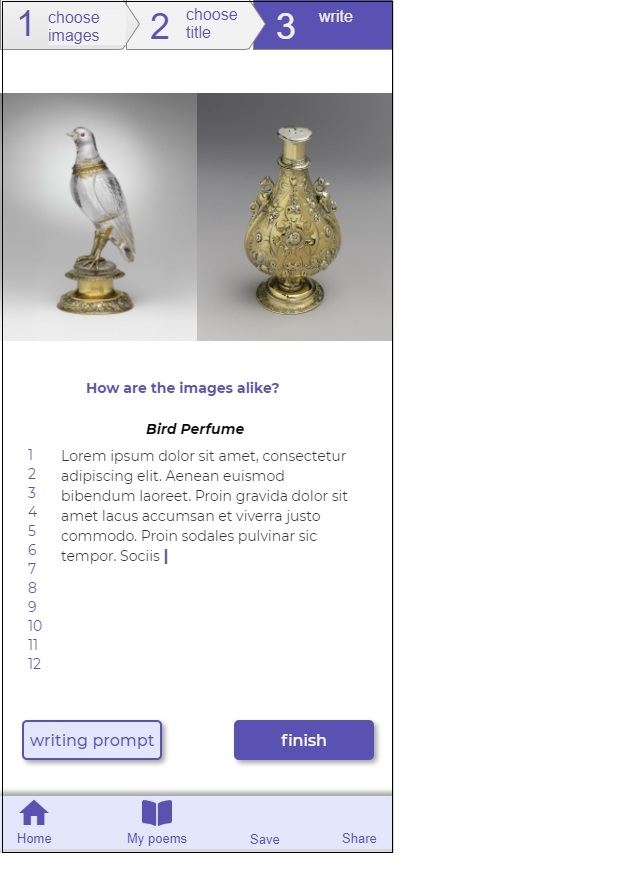 1 choose images
2 choose title
3 write
How are the images alike?
Bird Perfume
1 Lorem ipsum dolor sit amet, consectetur
2 adipiscing elit. Aenean euismod
3 bibendum laoreet. Proin gravida dolor sit
4 amet lacus accumsan et viverra justo
5 commodo. Proin sodales pulvinar sic
6 tempor. Sociis
7
8
9
10
11
12
writing prompt
finish
Home
My poems
Save
Share